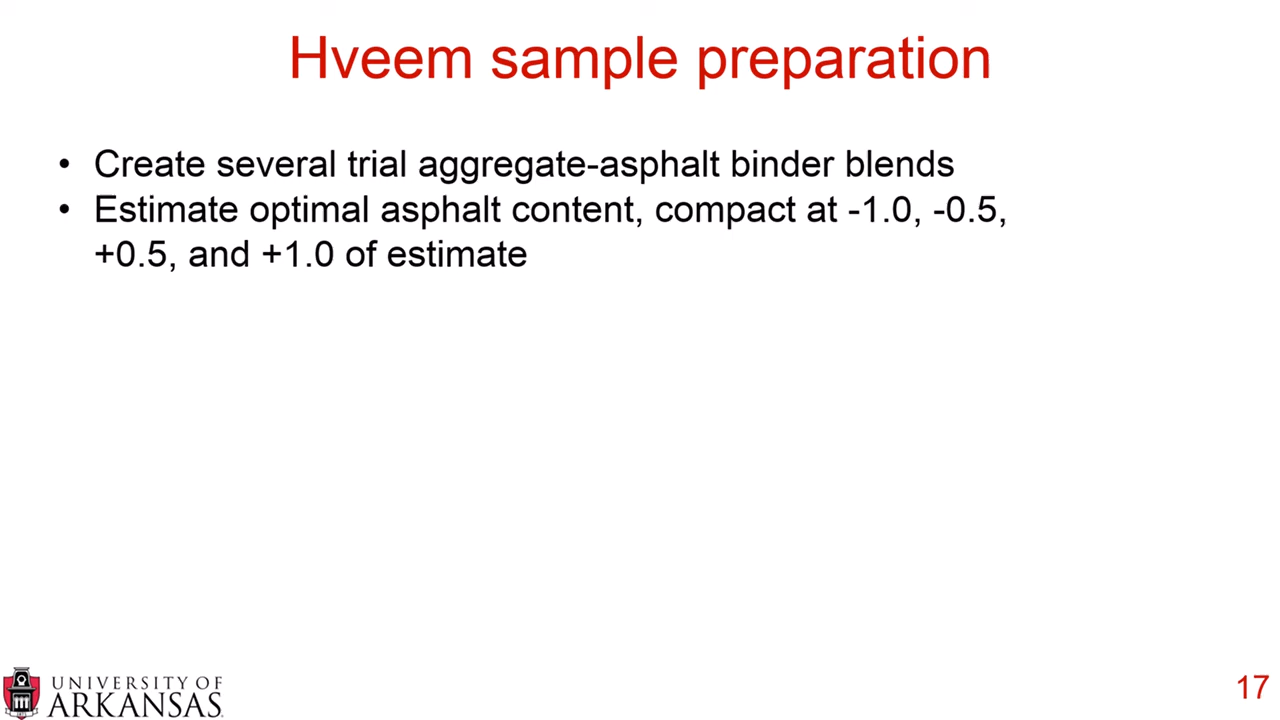 Hveem sample preparation
• Create several trial aggregate-asphalt binder blends
• Estimate optimal asphalt content, compact at -1.0, -0.5,
+0.5, and +1.0 of estimate
UNIVERSITY OF
ARKANSAS
17